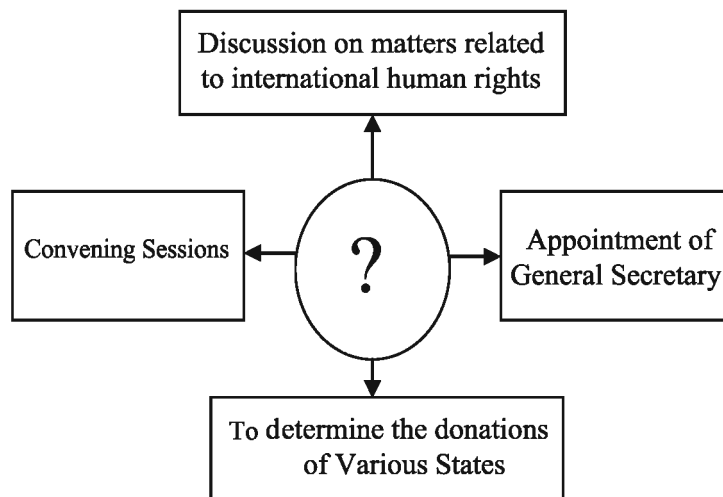 Discussion on matters related
to international human rights
Convening Sessions
?
Appointment of
General Secretary
To determine the donations
of Various States